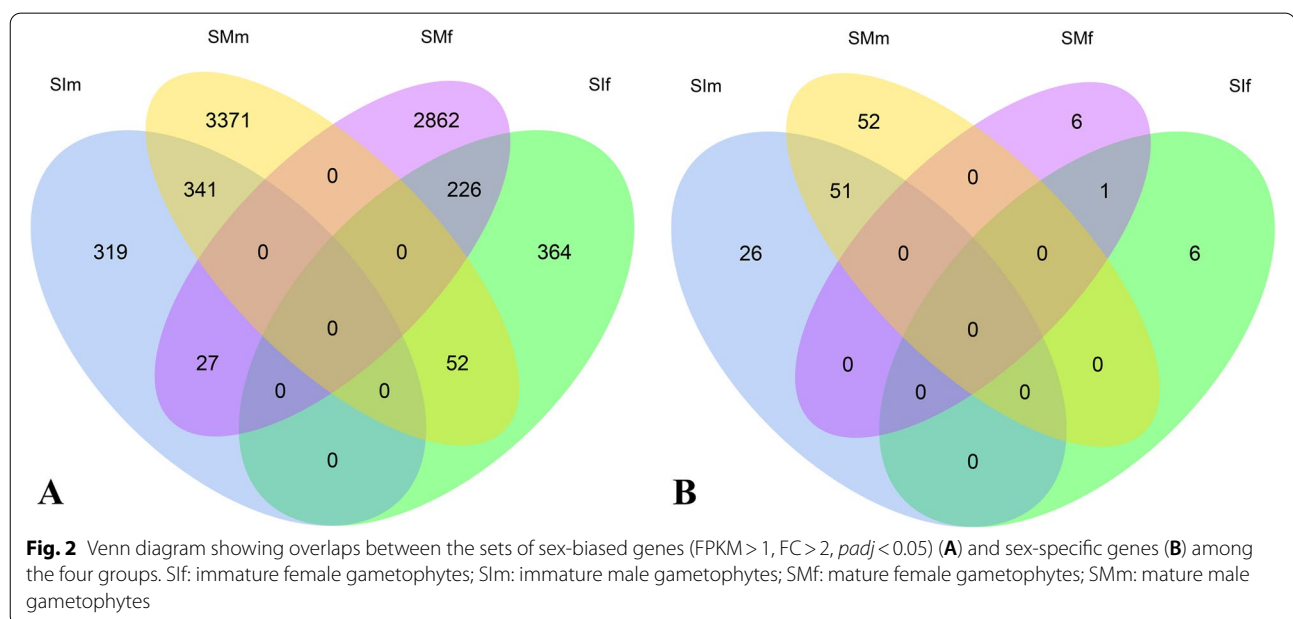 SMm SMf SMm SMf
SIm SIf SIm SIf
3371 2862 52 6
0 0
341 226 51 1
319 0 0 364 26 0 0 6
0 0
27 52 0 0
0 0 0 0
0 0
A B
Fig. 2 Venn diagram showing overlaps between the sets of sex-biased genes (FPKM > 1, FC > 2, padj < 0.05) (A) and sex-specific genes (B) among
the four groups. SIf: immature female gametophytes; SIm: immature male gametophytes; SMf: mature female gametophytes; SMm: mature male
gametophytes